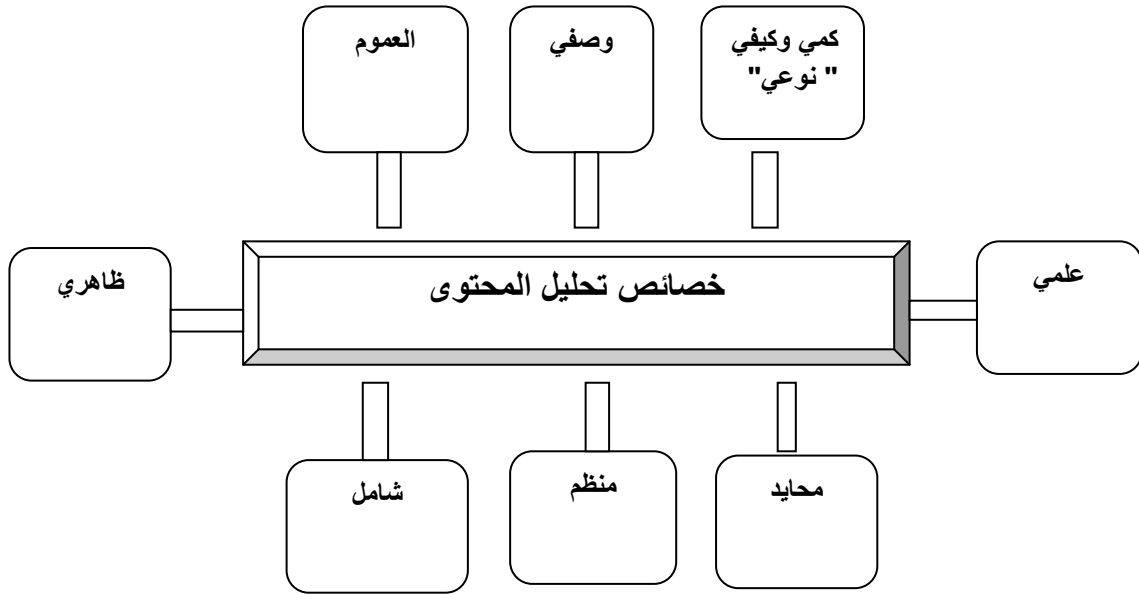 كمي وكيفي
" نوعي"
وصفي
العموم
علمي
خصائص تحليل المحتوى
ظاهري
محايد
منظم
شامل